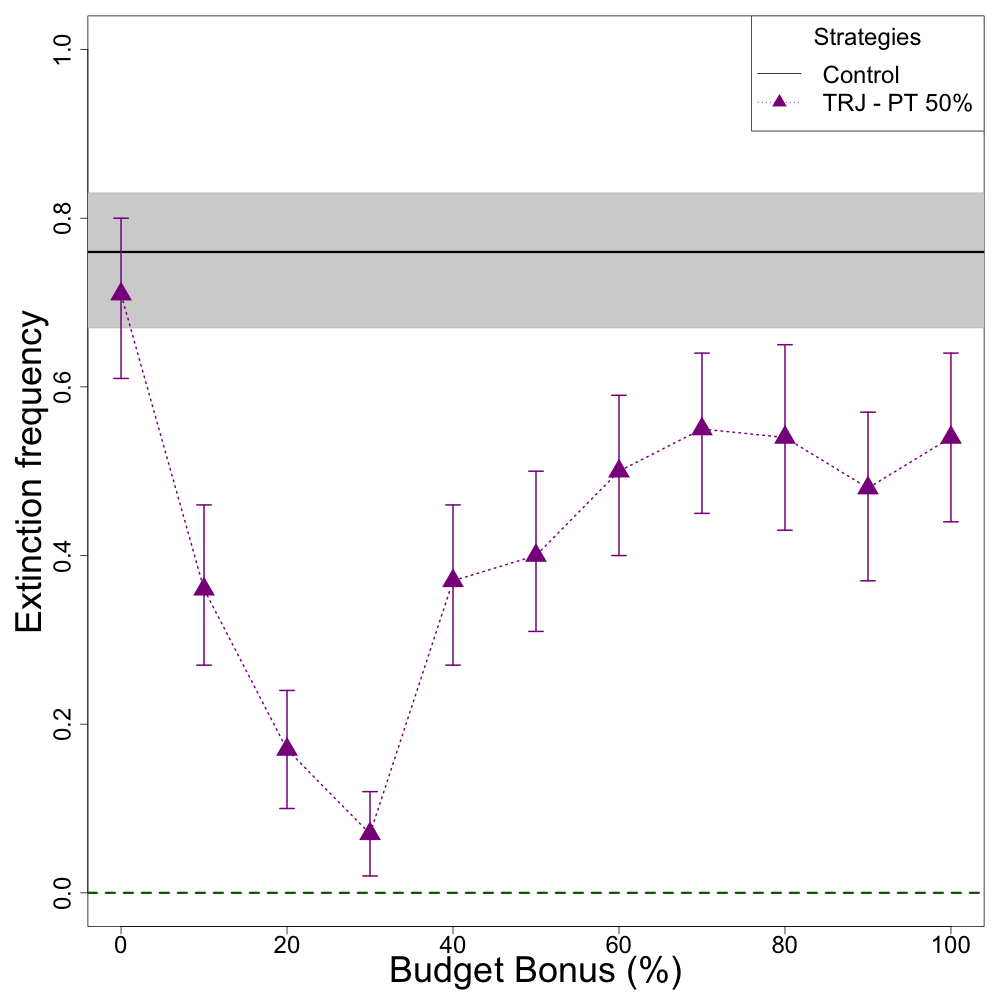 Strategies
Control
TRJ - PT 50%
Extinction frequency
1.0
0.8
0.6
0.4
0.2
0.0
0 20 40 60 80 100
Budget Bonus (%)